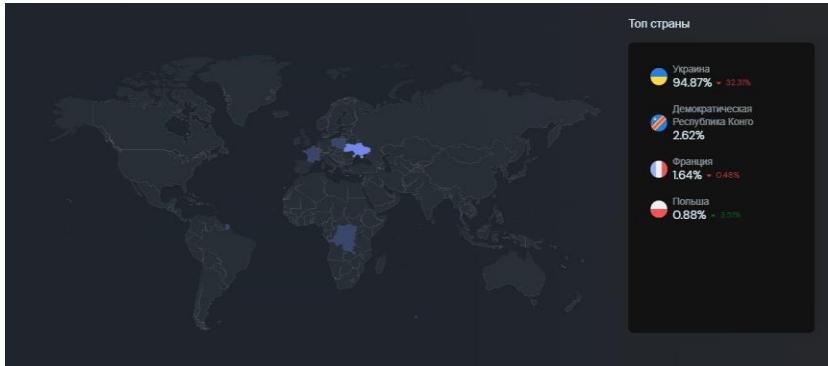 Топ страны
Украина
94.87% ▾ 32.31%
Демократическая
Республика Конго
2.62%
Франция
1.64% ▾ 0.48%
Польша
0.88% ▴ 3.51%